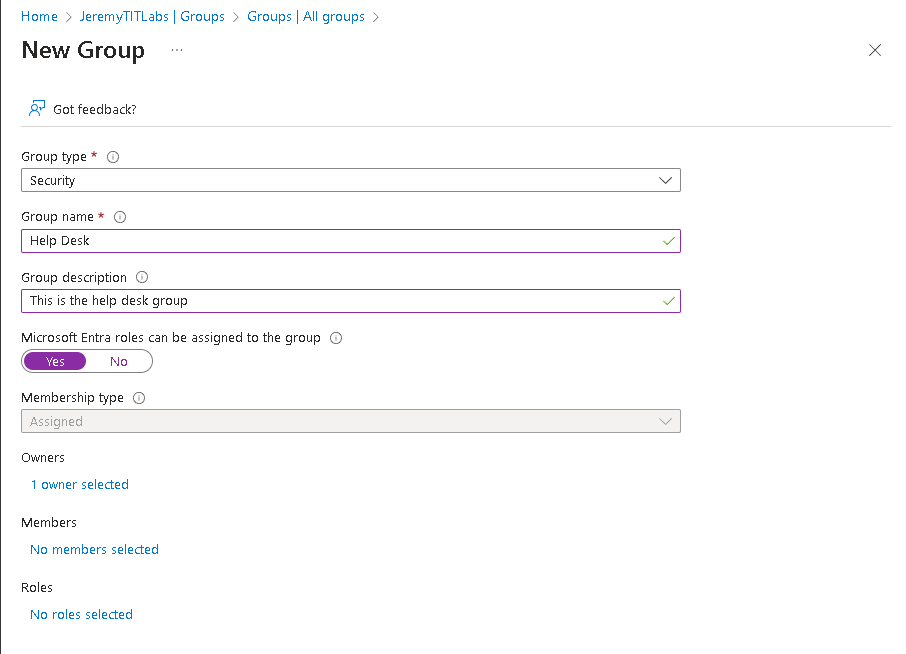 Home > JeremyTITLabs | Groups > Groups | All groups >
New Group ...
Got feedback?
Group type *
Security
Group name *
Help Desk
Group description
This is the help desk group
Microsoft Entra roles can be assigned to the group
Yes No
Membership type
Assigned
Owners
1 owner selected
Members
No members selected
Roles
No roles selected